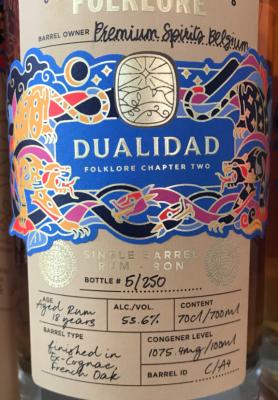 FOLKLORE
BARREL OWNER Premium Spirits Belgium
DUALIDAD
FOLKLORE CHAPTER TWO
SINGLE BARREL
RUM RON
BOTTLE # 5/250
AGE
Aged Rum
18 years
ALC./VOL.
53.6%
CONTENT
70cl/700ml
BARREL TYPE
finished in
Ex-Cognac
French Oak
CONGENER LEVEL
1075.4mg/100ml
BARREL ID C/A4